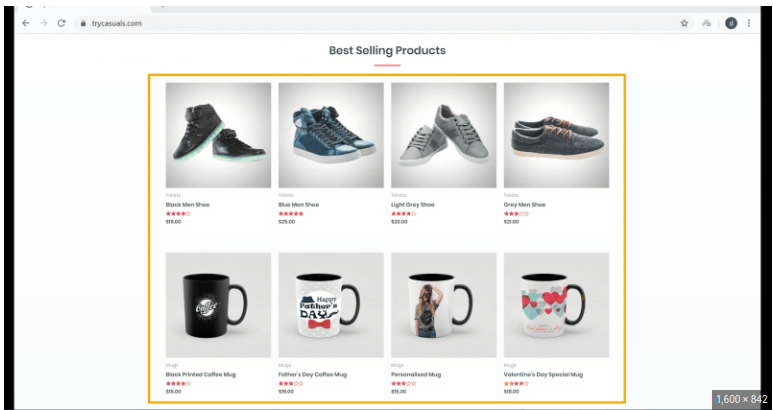 trycasuals.com
d
Best Selling Products
Tshirts
Tshirts
Tshirts
Tshirts
Black Men Shoe
Blue Men Shoe
Light Grey Shoe
Grey Men Shoe
$19.00
$25.00
$20.00
$21.00
Coffee
Happy
Father's
DAY
Mugs
Mugs
Mugs
Mugs
Black Printed Coffee Mug
Father's Day Coffee Mug
Personalised Mug
Valentine's Day Special Mug
$15.00
$19.00
$15.00
$18.00
1,600 × 842